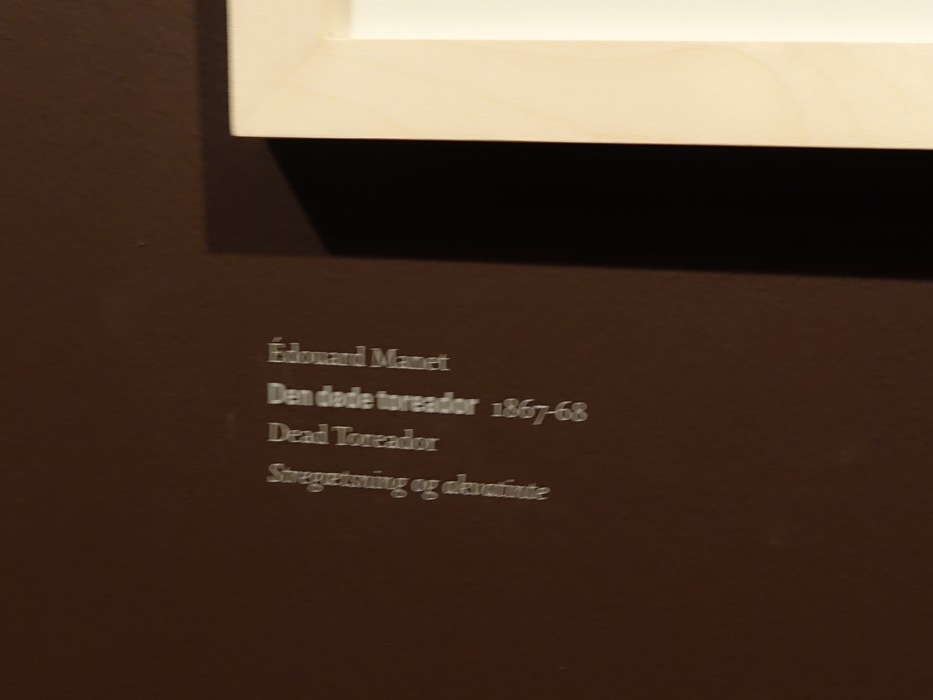 Édouard Manet
Den døde toreador 1867-68
Dead Toreador
Stregætsning og akvatinte